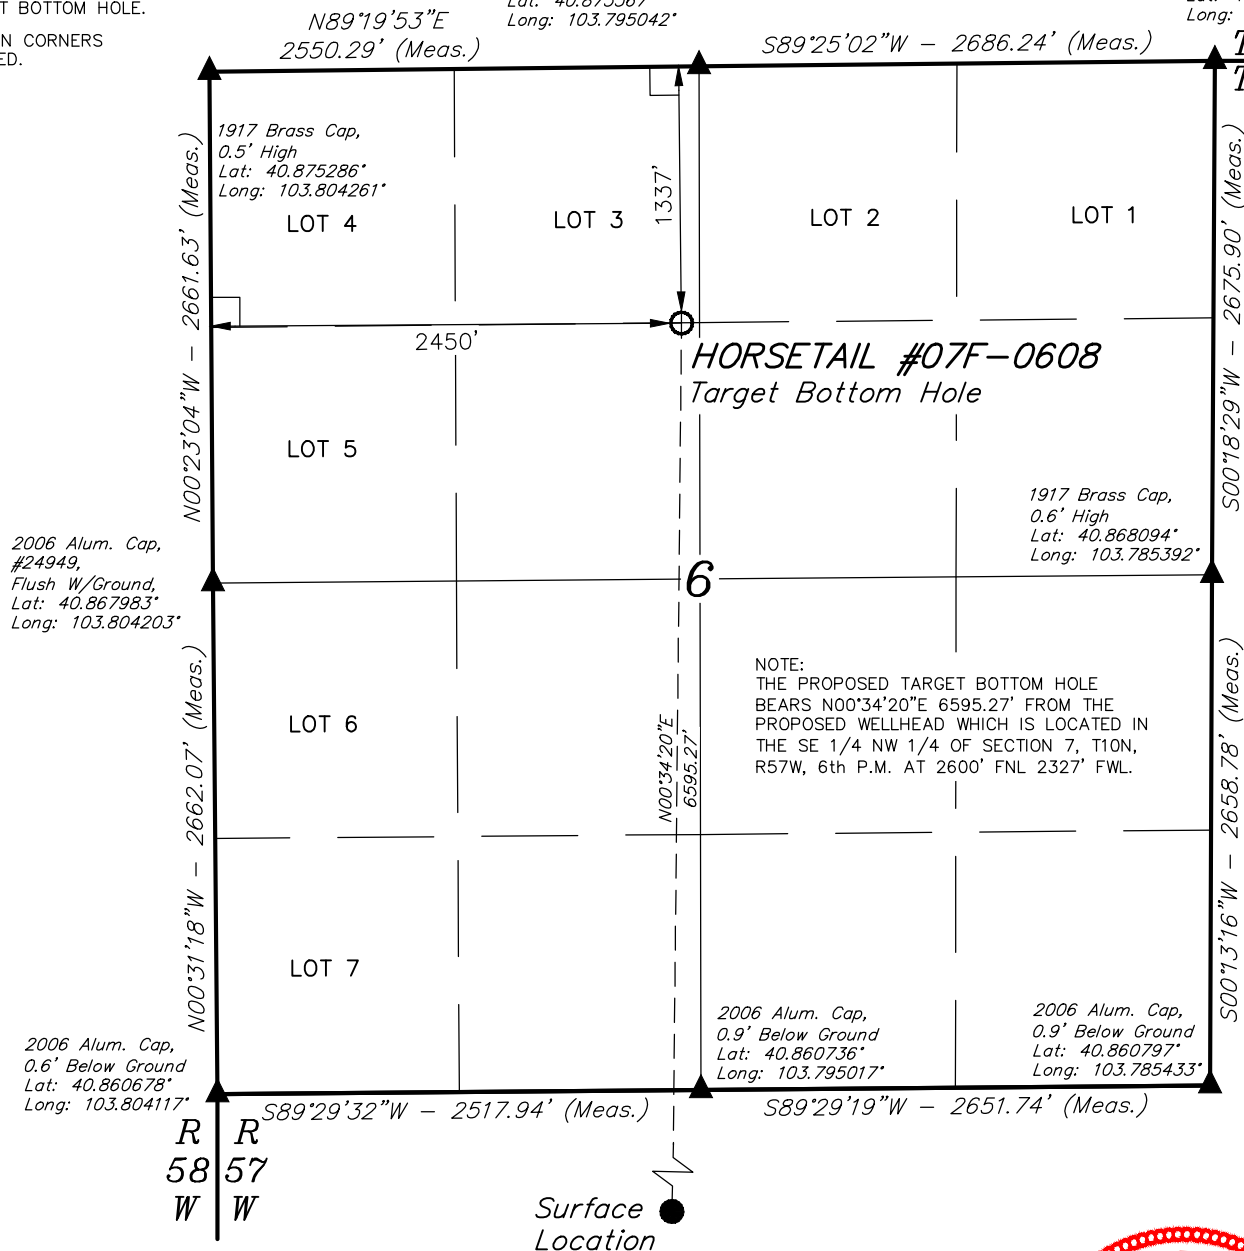 T BOTTOM HOLE.
N CORNERS
ED.
N89°19'53"E
2550.29' (Meas.)
Long: 103.795042°
S89°25'02"W - 2686.24' (Meas.)
Long:
T
T
1917 Brass Cap,
0.5' High
Lat: 40.875286°
Long: 103.804261°
LOT 4
LOT 3
1337'
LOT 2
LOT 1
N00°23'04"W - 2661.63' (Meas.)
S00°18'29"W - 2675.90' (Meas.)
2450'
HORSETAIL #07F-0608
Target Bottom Hole
LOT 5
1917 Brass Cap,
0.6' High
Lat: 40.868094°
Long: 103.785392°
2006 Alum. Cap,
#24949,
Flush W/Ground,
Lat: 40.867983°
Long: 103.804203°
6
NOTE:
THE PROPOSED TARGET BOTTOM HOLE
BEARS N00°34'20"E 6595.27' FROM THE
PROPOSED WELLHEAD WHICH IS LOCATED IN
THE SE 1/4 NW 1/4 OF SECTION 7, T10N,
R57W, 6th P.M. AT 2600' FNL 2327' FWL.
LOT 6
N00°34'20"E
6595.27'
N00°31'18"W - 2662.07' (Meas.)
S00°13'16"W - 2658.78' (Meas.)
LOT 7
2006 Alum. Cap,
0.6' Below Ground
Lat: 40.860678°
Long: 103.804117°
2006 Alum. Cap,
0.9' Below Ground
Lat: 40.860736°
Long: 103.795017°
2006 Alum. Cap,
0.9' Below Ground
Lat: 40.860797°
Long: 103.785433°
S89°29'32"W - 2517.94' (Meas.)
S89°29'19"W - 2651.74' (Meas.)
R R
58 57
W W
Surface
Location